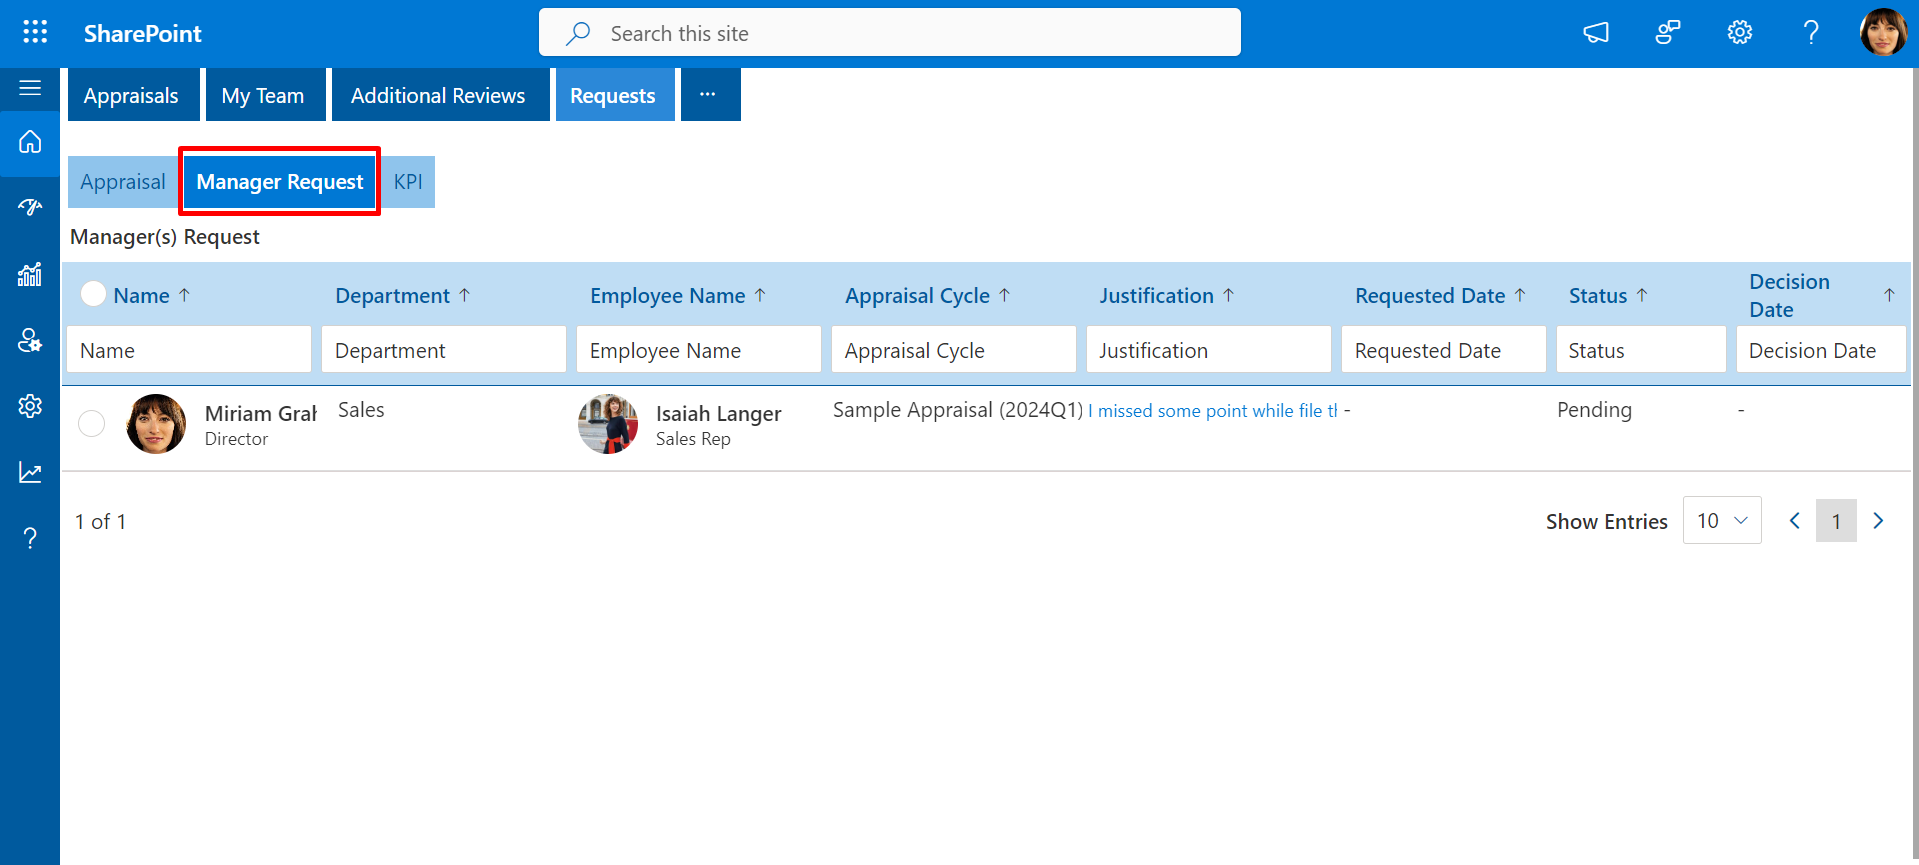 SharePoint
Search this site
Appraisals
My Team
Additional Reviews
Requests
...
Appraisal
Manager Request
KPI
Manager(s) Request
Name
Department
Employee Name
Appraisal Cycle
Justification
Requested Date
Status
Decision
Date
Name
Department
Employee Name
Appraisal Cycle
Justification
Requested Date
Status
Decision Date
Miriam
Director
Sales
Isaiah Langer
Sales Rep
Sample Appraisal (2024Q1)
I missed some point while file
-
Pending
-
1 of 1
Show Entries
10
1